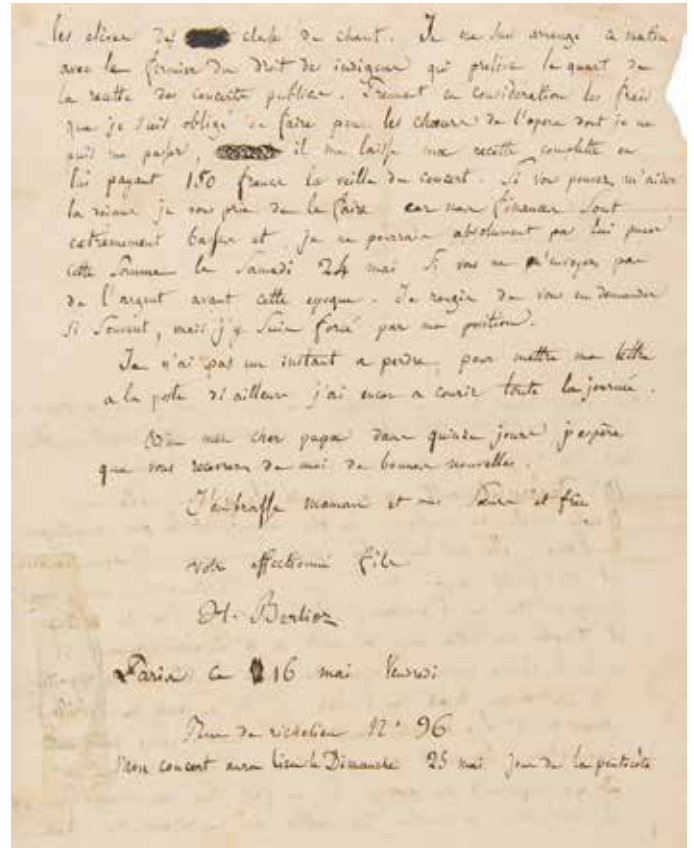 les élèves des classe de chant. Je me suis arrangé ce matin
avec le fermier du droit des indigens qui prélève le quart de
la recette des concerts publics. Prenant en consideration les frais
que je suis obligé de faire pour les chœurs de l'opera dont je ne
puis me passer, il me laisse ma recette complette en
lui payant 150 francs la veille du concert. Si vous pouvez m'aider
la dedans je vous prie de le faire car mes finances sont
extrêmement basses et je ne pourrais absolument pas lui payer
cette somme le Samedi 24 mai si vous ne m'envoyez pas
de l'argent avant cette epoque. Je rougis de vous en demander
si souvent, mais j'y suis forcé par ma position.
Je n'ai pas un instant a perdre pour mettre ma lettre
a la poste d'ailleurs j'ai encor a courir toute la journée.
Adieu mon cher papa dans quinze jours j'espère
que vous recevrez de moi de bonnes nouvelles.
J'embrasse maman et mes sœurs et frère
votre affectionné fils
H. Berlioz
Paris ce 16 mai Vendredi
Rue de richelieu N° 96
Mon concert aura lieu le Dimanche 25 mai jour de la pentecôte